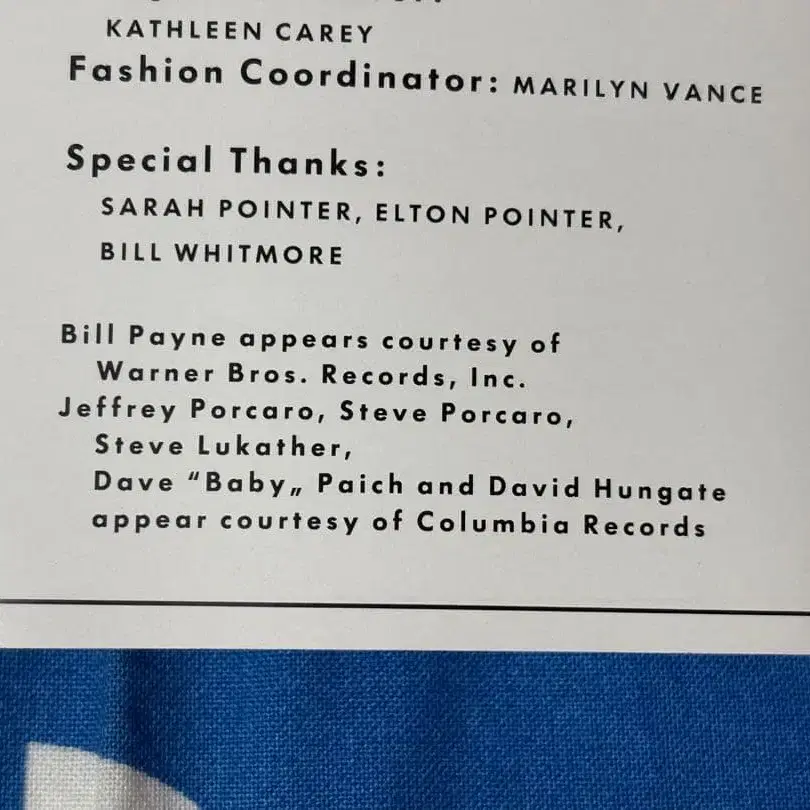 KATHLEEN CAREY
Fashion Coordinator: MARILYN VANCE
Special Thanks:
SARAH POINTER, ELTON POINTER,
BILL WHITMORE
Bill Payne appears courtesy of
Warner Bros. Records, Inc.
Jeffrey Porcaro, Steve Porcaro,
Steve Lukather,
Dave “Baby„ Paich and David Hungate
appear courtesy of Columbia Records